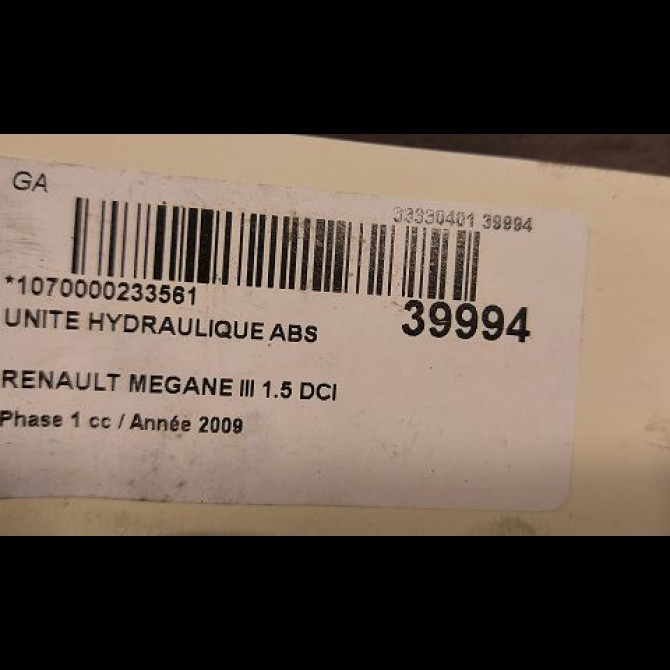 GA
33330401 39994
*1070000233561
39994
UNITE HYDRAULIQUE ABS
RENAULT MEGANE III 1.5 DCI
Phase 1 cc / Année 2009